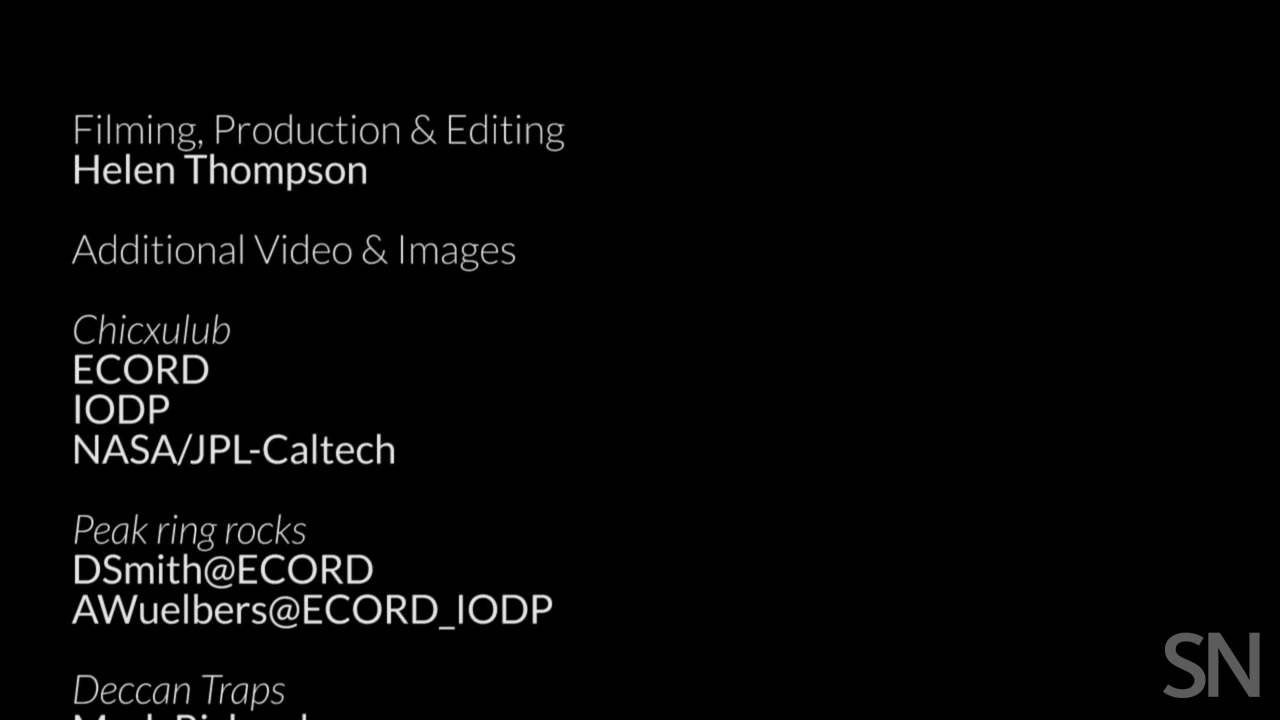 Filming, Production & Editing
Helen Thompson
Additional Video & Images
Chicxulub
ECORD
IODP
NASA/JPL-Caltech
Peak ring rocks
DSmith@ECORD
AWuelbers@ECORD_IODP
Deccan Traps
SN